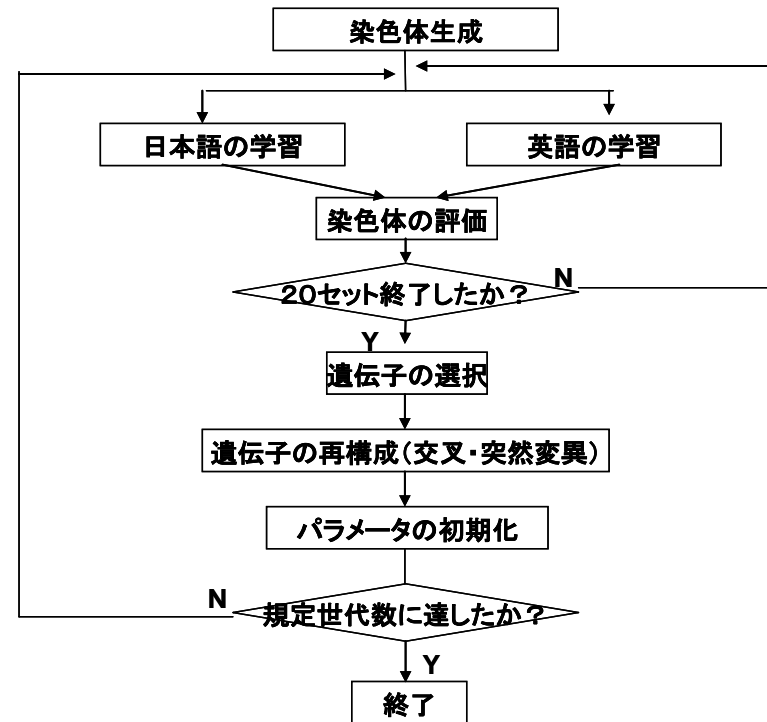 染色体生成
日本語の学習
英語の学習
染色体の評価
20セット終了したか？
N
Y
遺伝子の選択
遺伝子の再構成(交叉・突然変異)
パラメータの初期化
N
規定世代数に達したか？
Y
終了